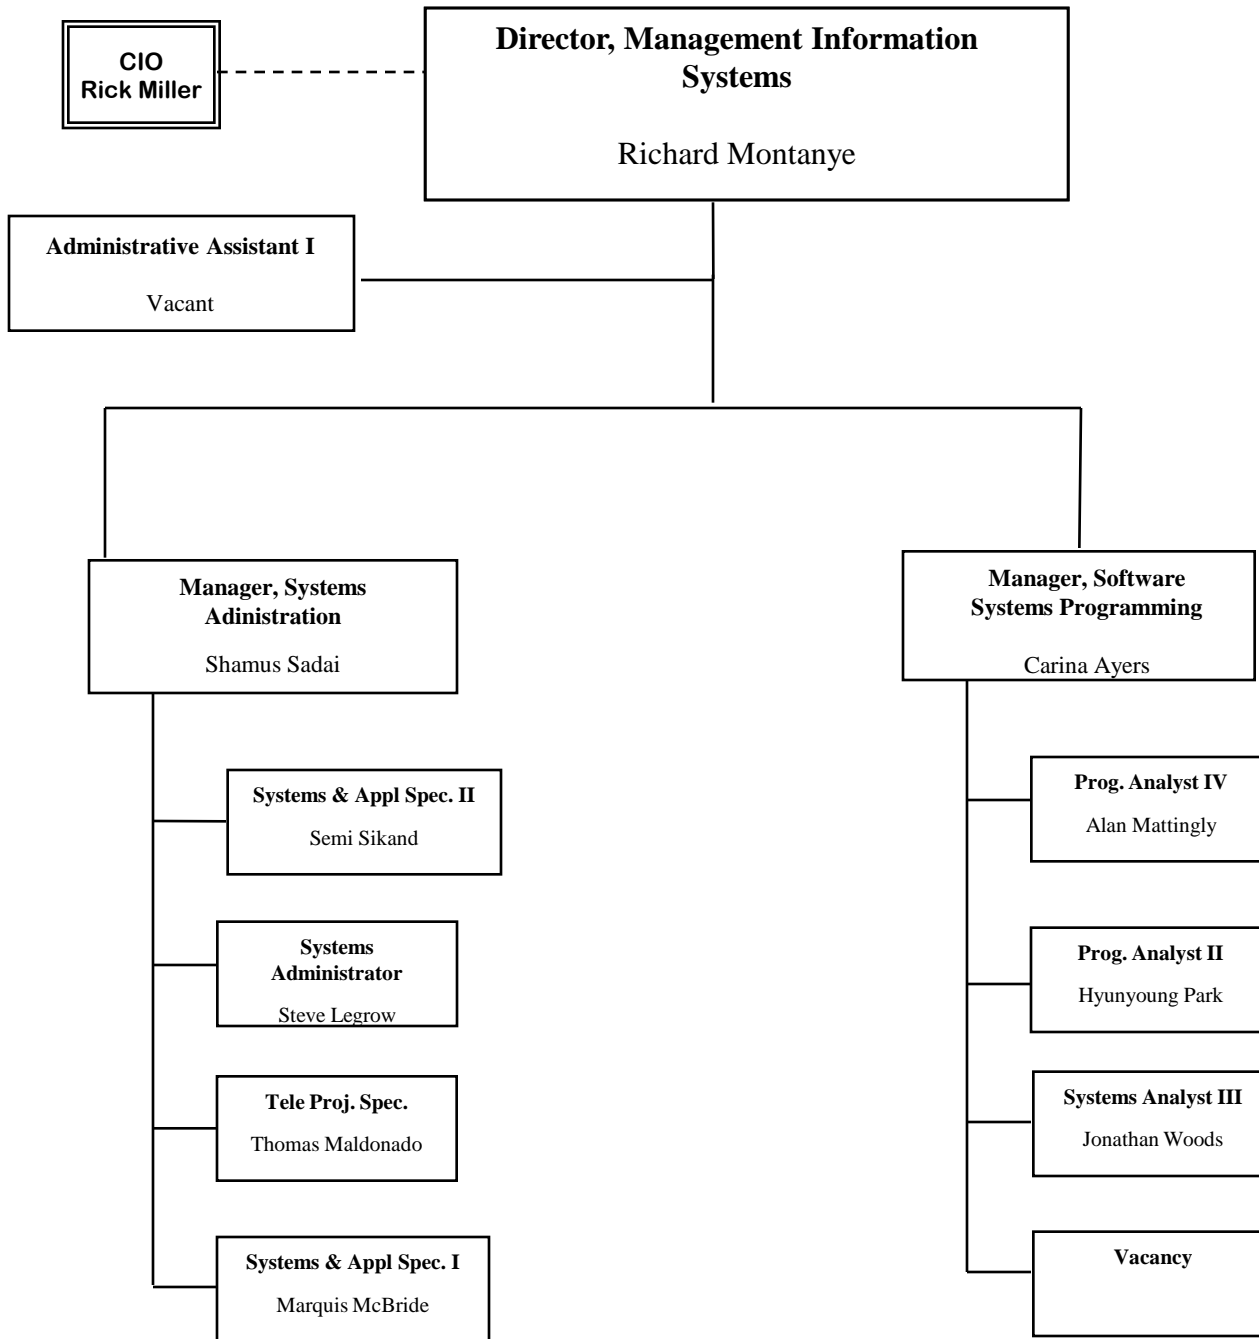 CIO
Rick Miller
Director, Management Information
Systems
Richard Montanye
Administrative Assistant I
Vacant
Manager, Systems
Adinistration
Shamus Sadai
Manager, Software
Systems Programming
Carina Ayers
Systems & Appl Spec. II
Semi Sikand
Systems
Administrator
Steve Legrow
Tele Proj. Spec.
Thomas Maldonado
Systems & Appl Spec. I
Marquis McBride
Prog. Analyst IV
Alan Mattingly
Prog. Analyst II
Hyunyoung Park
Systems Analyst III
Jonathan Woods
Vacancy